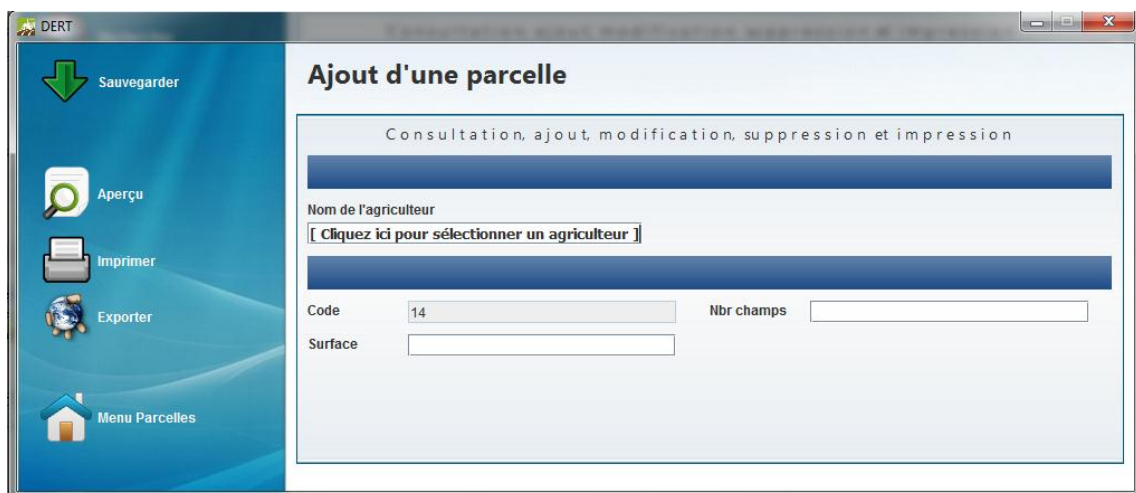 DERT
Sauvegarder
Aperçu
Imprimer
Exporter
Menu Parcelles
Ajout d'une parcelle
Consultation, ajout, modification, suppression et impression
Nom de l'agriculteur
[ Cliquez ici pour sélectionner un agriculteur ]
Code 14 Nbr champs
Surface